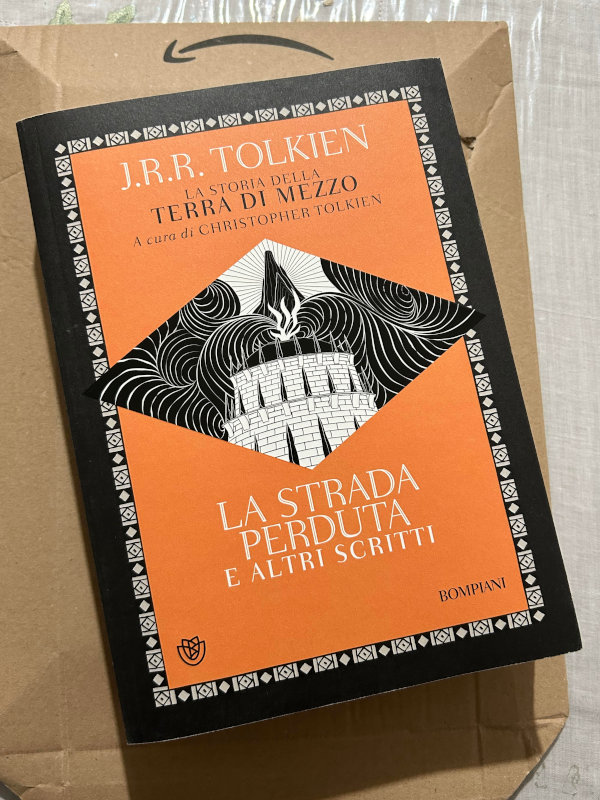 J.R.R. TOLKIEN
LA STORIA DELLA
TERRA DI MEZZO
A cura di CHRISTOPHER TOLKIEN
LA STRADA
PERDUTA
E ALTRI SCRITTI
BOMPIANI